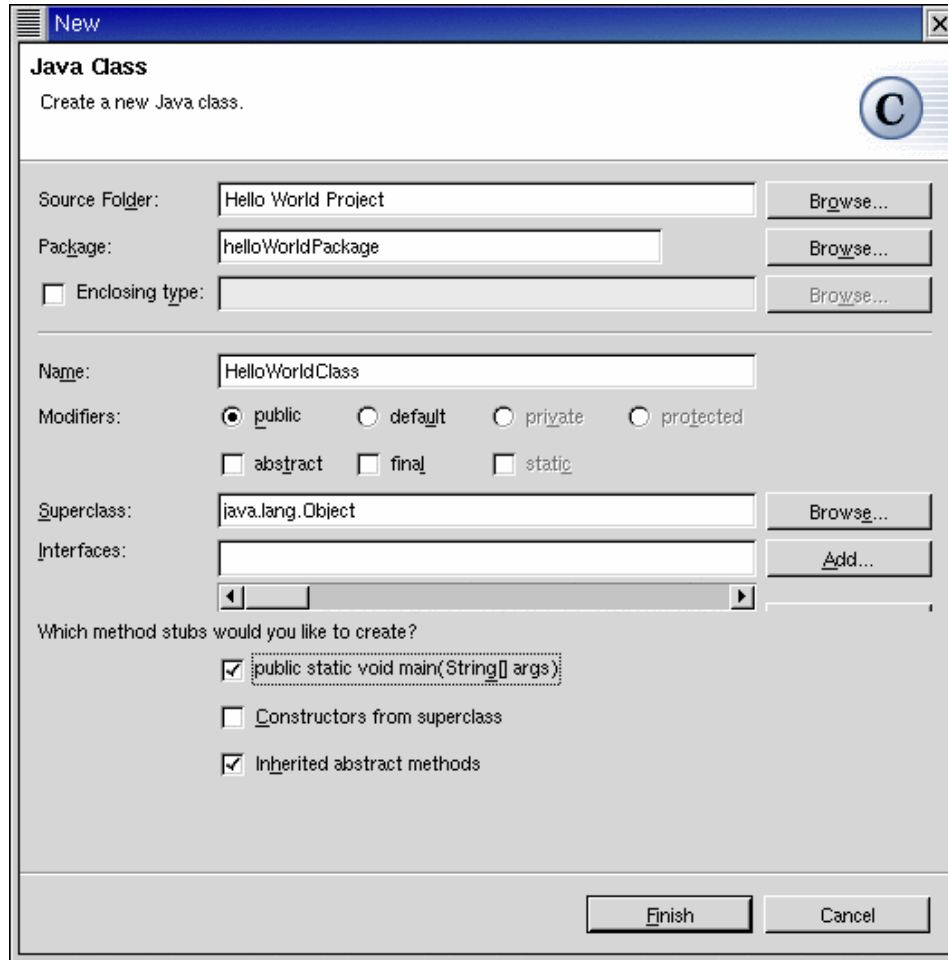 New
Java Class
Create a new Java class.
C
Source Folder: Hello World Project Browse...
Package: helloWorldPackage Browse...
Enclosing type: Browse...
Name: HelloWorldClass
Modifiers: public default private protected
abstract final static
Superclass: java.lang.Object Browse...
Interfaces: Add...
Which method stubs would you like to create?
public static void main(String[] args)
Constructors from superclass
Inherited abstract methods
Finish Cancel